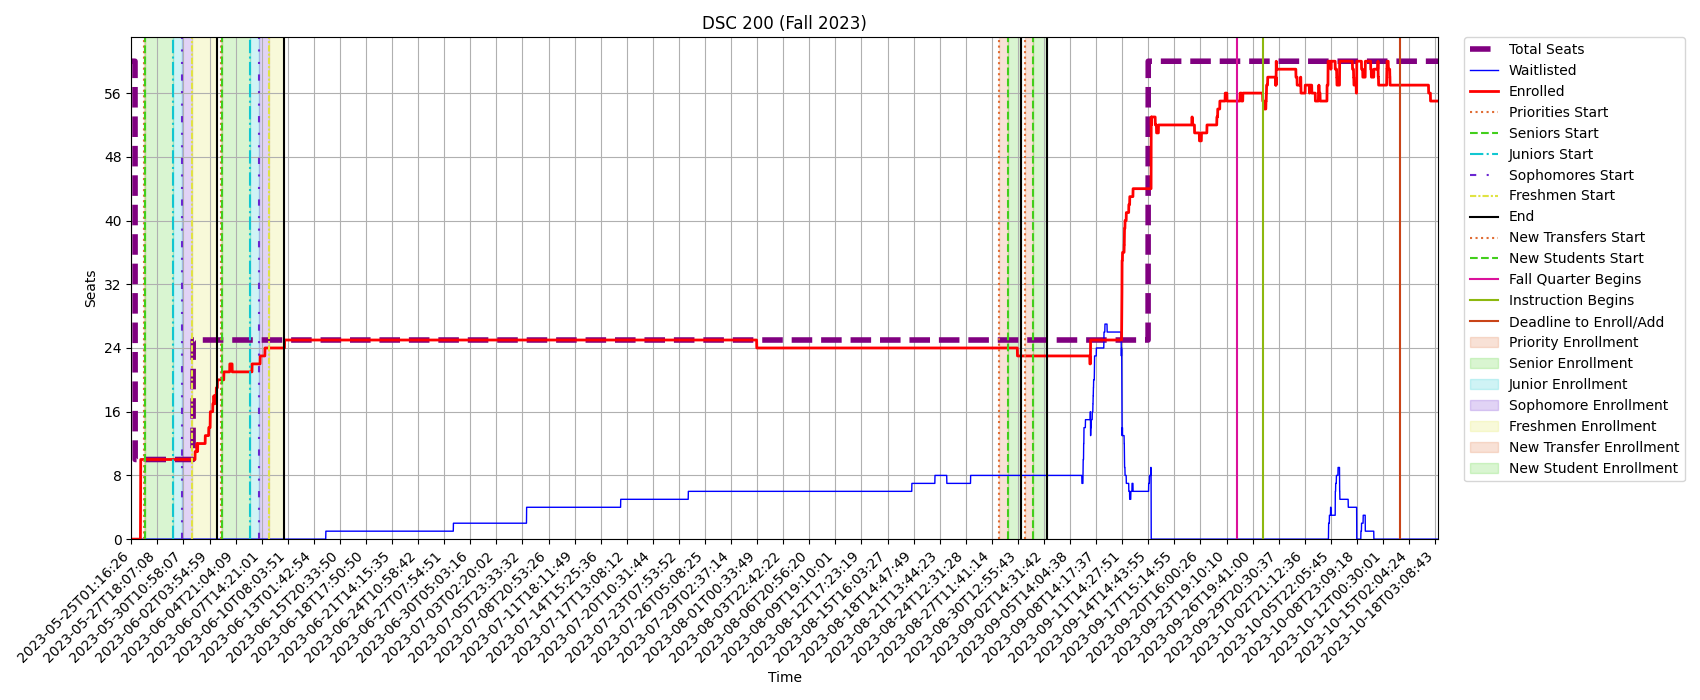 DSC 200 (Fall 2023)
Seats
56
48
40
32
24
16
8
0
2023-05-25T01:16:26
2023-05-27T18:07:08
2023-05-30T10:58:07
2023-06-02T03:54:59
2023-06-04T21:04:09
2023-06-07T14:21:01
2023-06-10T08:03:51
2023-06-13T01:42:54
2023-06-15T20:33:50
2023-06-18T17:50:50
2023-06-21T14:15:35
2023-06-24T10:58:42
2023-06-27T07:54:51
2023-06-30T05:03:16
2023-07-03T02:20:02
2023-07-05T23:33:32
2023-07-08T20:53:26
2023-07-11T18:11:49
2023-07-14T15:25:36
2023-07-17T13:08:12
2023-07-20T10:31:44
2023-07-23T07:53:52
2023-07-26T05:08:25
2023-07-29T02:37:14
2023-08-01T00:33:49
2023-08-03T22:42:22
2023-08-06T20:56:20
2023-08-09T19:10:01
2023-08-12T17:23:19
2023-08-15T16:03:27
2023-08-18T14:47:49
2023-08-21T13:44:23
2023-08-24T12:31:28
2023-08-27T11:41:14
2023-08-30T12:55:43
2023-09-02T14:31:42
2023-09-05T14:04:38
2023-09-08T14:17:37
2023-09-11T14:27:51
2023-09-14T14:43:55
2023-09-17T15:14:55
2023-09-20T16:00:26
2023-09-23T19:10:10
2023-09-26T19:41:00
2023-09-29T20:30:37
2023-10-02T21:12:36
2023-10-05T22:05:45
2023-10-08T23:09:18
2023-10-12T00:30:01
2023-10-15T02:04:24
2023-10-18T03:08:43
Time
Total Seats
Waitlisted
Enrolled
Priorities Start
Seniors Start
Juniors Start
Sophomores Start
Freshmen Start
End
New Transfers Start
New Students Start
Fall Quarter Begins
Instruction Begins
Deadline to Enroll/Add
Priority Enrollment
Senior Enrollment
Junior Enrollment
Sophomore Enrollment
Freshmen Enrollment
New Transfer Enrollment
New Student Enrollment